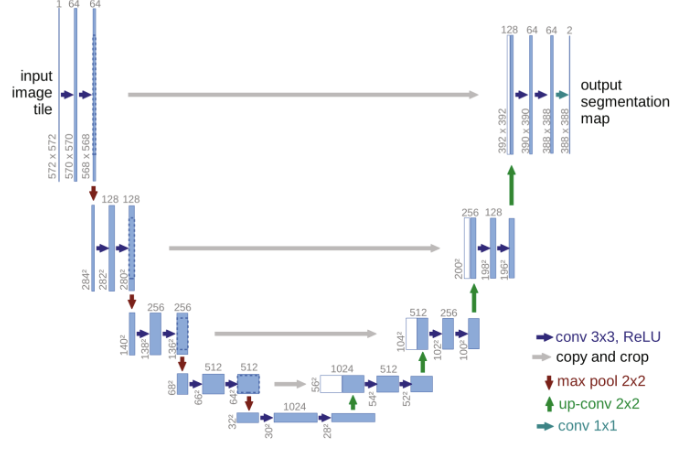 1 64 64
128 64 64 2
input
image
tile
output
segmentation
map
572 x 572
570 x 570
568 x 568
392 x 392
390 x 390
388 x 388
388 x 388
128 128
256 128
284²
282²
280²
200²
198²
196²
256 256
512 256
140²
138²
136²
104²
102²
100²
512 512
1024 512
68²
66²
64²
56²
54²
52²
1024
32²
30²
28²
conv 3x3, ReLU
copy and crop
max pool 2x2
up-conv 2x2
conv 1x1